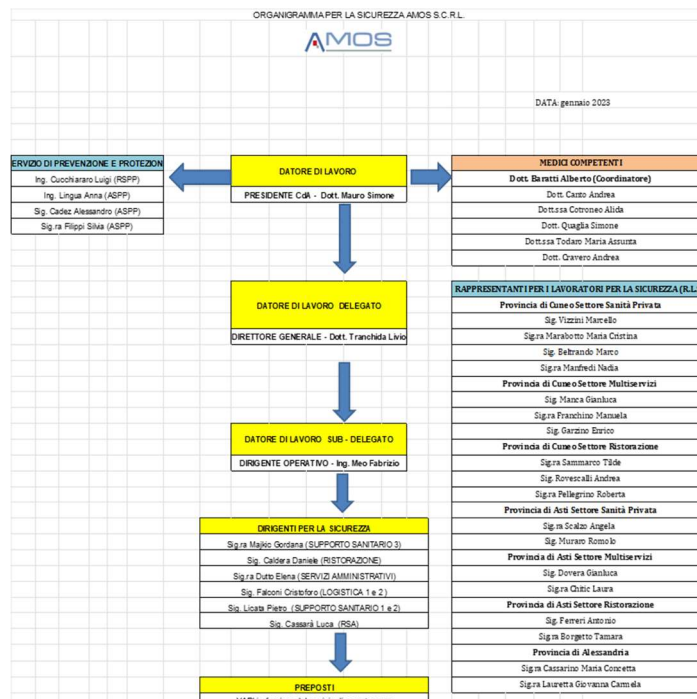 ORGANIGRAMMA PER LA SICUREZZA AMOS S.C.R.L.
AMOS
DATA: gennaio 2023
ERVIZIO DI PREVENZIONE E PROTEZION
Ing. Cucchiararo Luigi (RSPP)
Ing. Lingua Anna (ASPP)
Sig. Cadez Alessandro (ASPP)
Sig.ra Filippi Silvia (ASPP)
DATORE DI LAVORO
PRESIDENTE CdA - Dott. Mauro Simone
MEDICI COMPETENTI
Dott. Baratti Alberto (Coordinatore)
Dott. Canto Andrea
Dott.ssa Cotroneo Alida
Dott. Quaglia Simone
Dott.ssa Todaro Maria Assunta
Dott. Cravero Andrea
DATORE DI LAVORO DELEGATO
DIRETTORE GENERALE - Dott. Tranchida Livio
DATORE DI LAVORO SUB - DELEGATO
DIRIGENTE OPERATIVO - Ing. Meo Fabrizio
DIRIGENTI PER LA SICUREZZA
Sig.ra Majkic Gordana (SUPPORTO SANITARIO 3)
Sig. Caldera Daniele (RISTORAZIONE)
Sig.ra Dutto Elena (SERVIZI AMMINISTRATIVI)
Sig. Falconi Cristoforo (LOGISTICA 1 e 2 )
Sig. Licata Pietro (SUPPORTO SANITARIO 1 e 2)
Sig. Cassarà Luca (RSA)
PREPOSTI
RAPPRESENTANTI PER I LAVORATORI PER LA SICUREZZA (R.L.
Provincia di Cuneo Settore Sanità Privata
Sig. Vizzini Marcello
Sig.ra Marabotto Maria Cristina
Sig. Beltrando Marco
Sig.ra Manfredi Nadia
Provincia di Cuneo Settore Multiservizi
Sig. Manca Gianluca
Sig.ra Franchino Manuela
Sig. Garzino Enrico
Provincia di Cuneo Settore Ristorazione
Sig.ra Sammarco Tilde
Sig. Rovescalli Andrea
Sig.ra Pellegrino Roberta
Provincia di Asti Settore Sanità Privata
Sig.ra Scalzo Angela
Sig. Muraro Romolo
Provincia di Asti Settore Multiservizi
Sig. Dovera Gianluca
Sig.ra Chitic Laura
Provincia di Asti Settore Ristorazione
Sig. Ferreri Antonio
Sig.ra Borgetto Tamara
Provincia di Alessandria
Sig.ra Cassarino Maria Concetta
Sig.ra Lauretta Giovanna Carmela